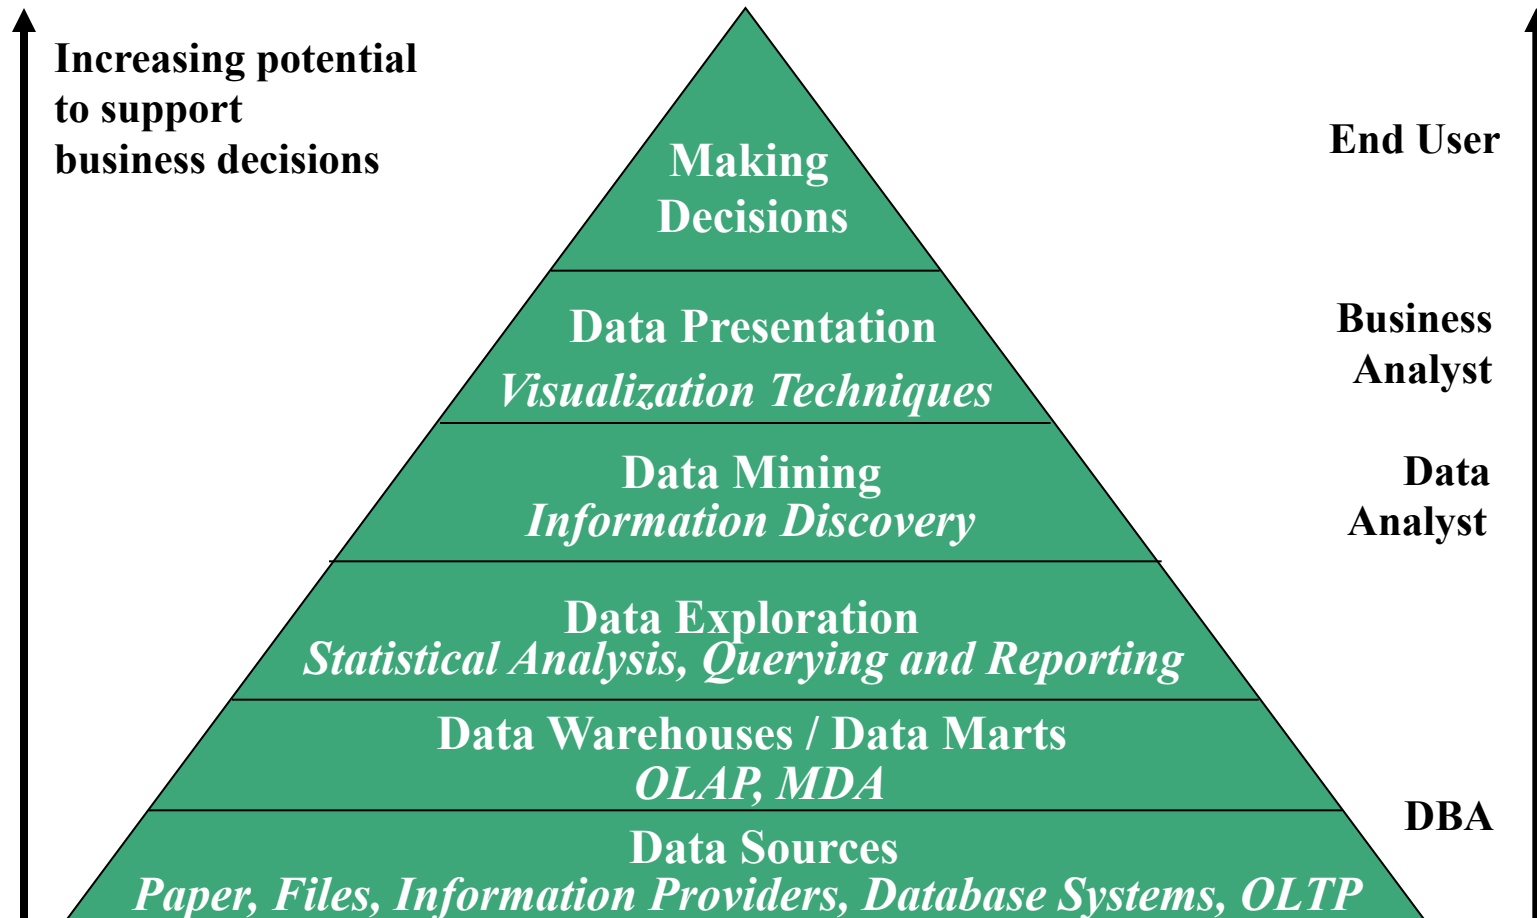 Increasing potential
to support
business decisions
End User
Making
Decisions
Business
Analyst
Data Presentation
Visualization Techniques
Data
Analyst
Data Mining
Information Discovery
Data Exploration
Statistical Analysis, Querying and Reporting
Data Warehouses / Data Marts
OLAP, MDA
DBA
Data Sources
Paper, Files, Information Providers, Database Systems, OLTP